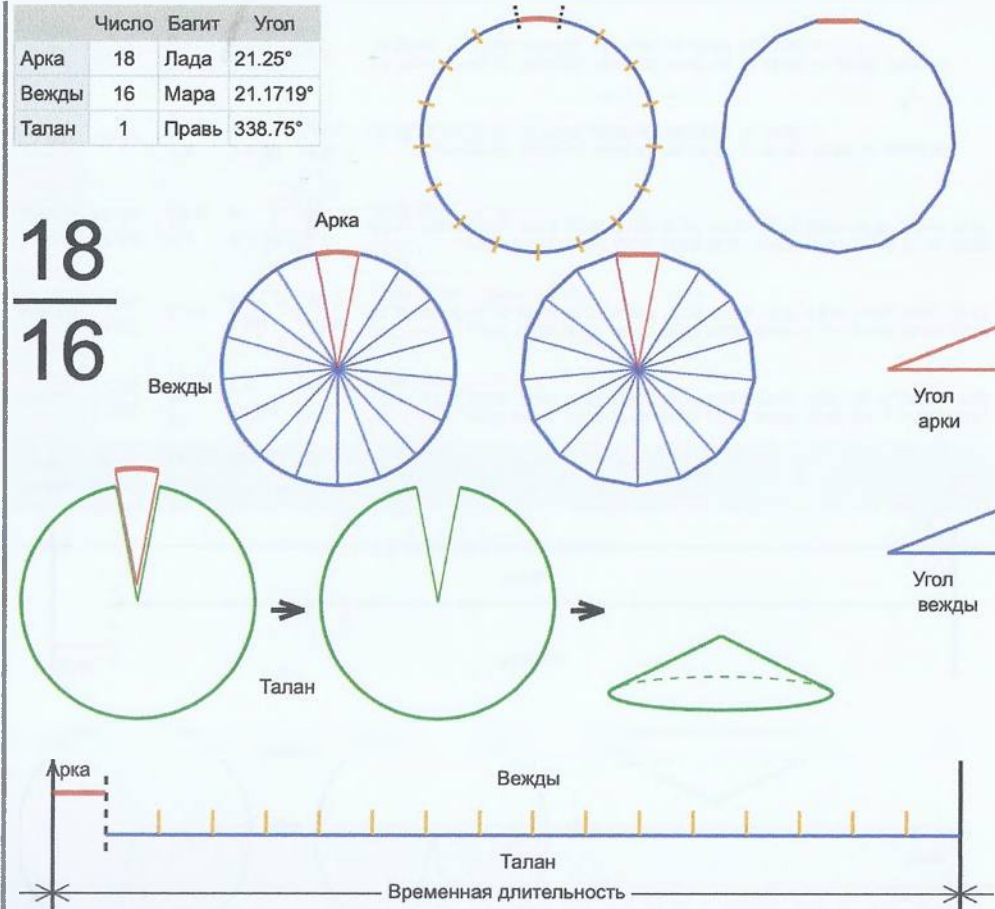 Число Багит Угол
Арка 18 Лада 21.25°
Вежды 16 Мара 21.1719°
Талан 1 Правь 338.75°
18
16
Арка
Вежды
Угол
арки
Угол
вежды
Талан
Арка
Вежды
Талан
Временная длительность